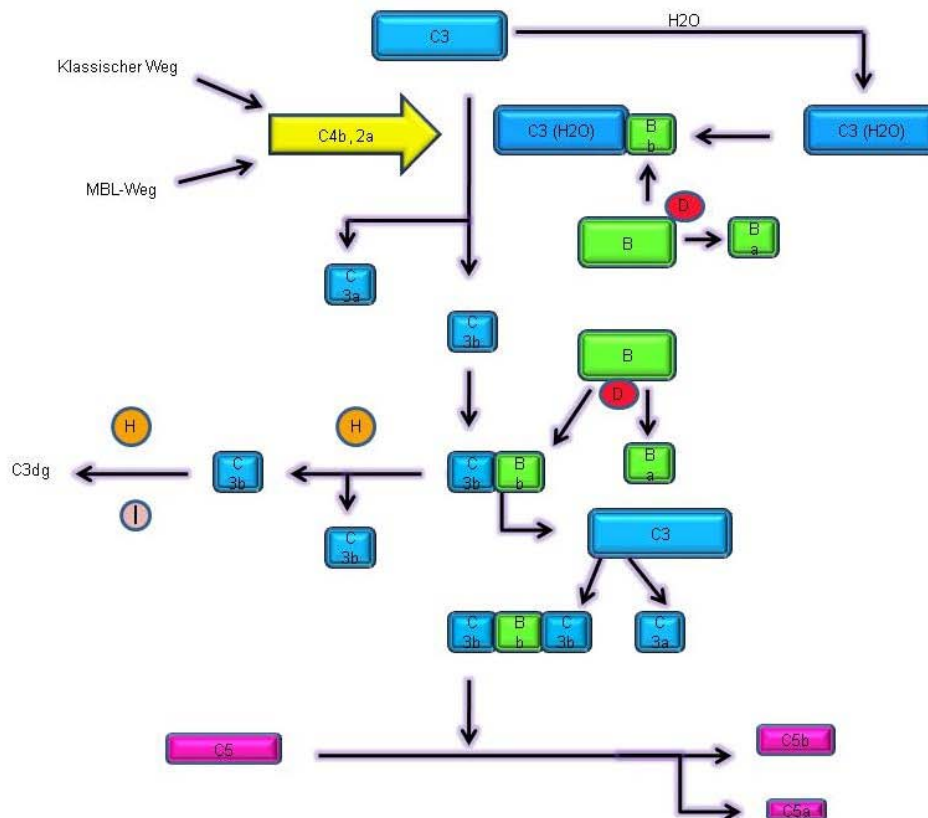 C3
H2O
Klassischer Weg
C4b, 2a
C3 (H2O)
B
b
C3 (H2O)
MBL-Weg
D
B
B
a
C
3a
C
3b
B
D
H
H
C3dg
C
3b
C
3b
B
b
B
a
I
C
3b
C3
C
3b
B
b
C
3b
C
3a
C5
C5b
C5a